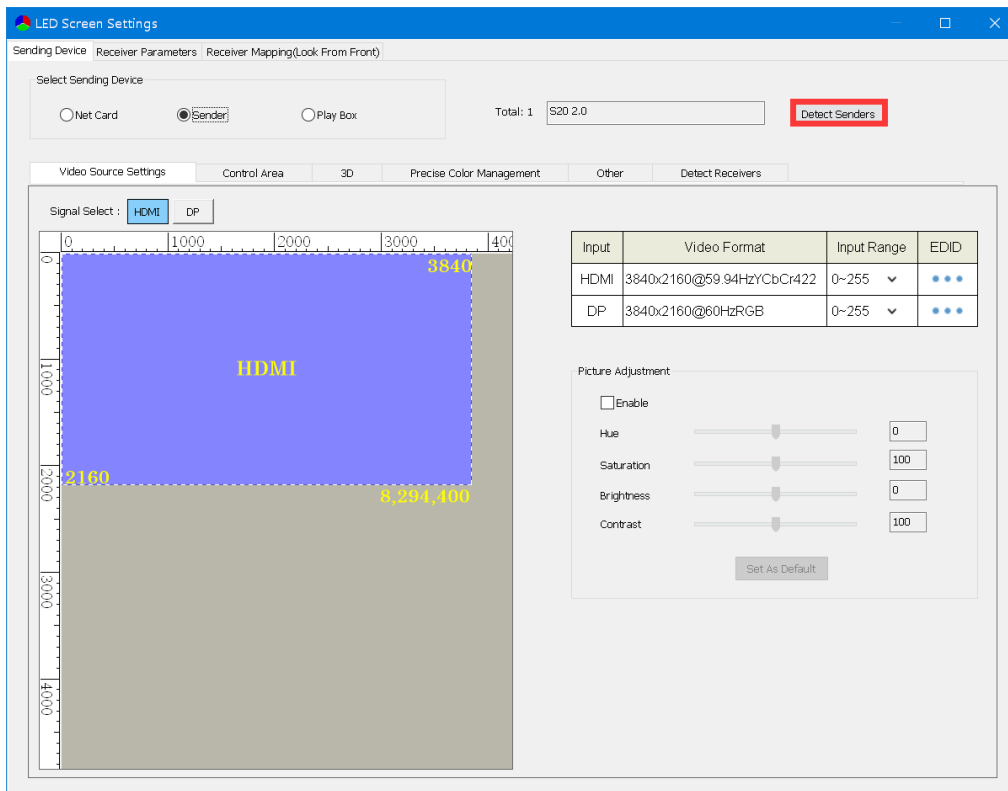 LED Screen Settings
Sending Device Receiver Parameters Receiver Mapping(Look From Front)
Select Sending Device
Net Card Sender Play Box
Total: 1 S20 2.0 Detect Senders
Video Source Settings Control Area 3D Precise Color Management Other Detect Receivers
Signal Select : HDMI DP
0 1000 2000 3000 400
0
1000
2000
3000
4000
3840
HDMI
2160
8,294,400
Input Video Format Input Range EDID
HDMI 3840x2160@59.94HzYCbCr422 0~255
DP 3840x2160@60HzRGB 0~255
Picture Adjustment
Enable
Hue 0
Saturation 100
Brightness 0
Contrast 100
Set As Default